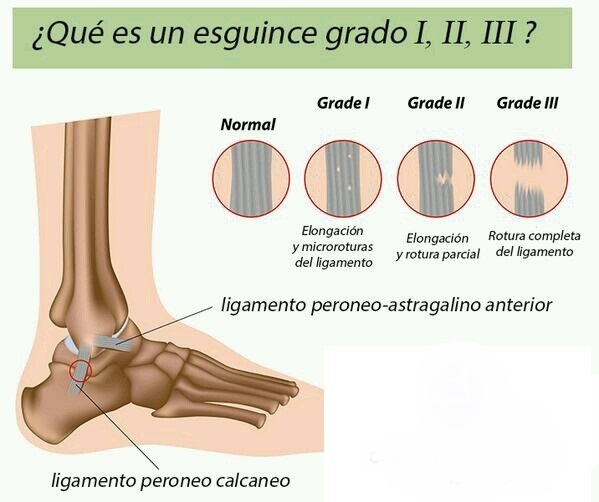 ¿Qué es un esguince grado I, II, III ?
Normal
Grade I
Grade II
Grade III
Elongación
y microroturas
del ligamento
Elongación
y rotura parcial
Rotura completa
del ligamento
ligamento peroneo-astragalino anterior
ligamento peroneo calcaneo